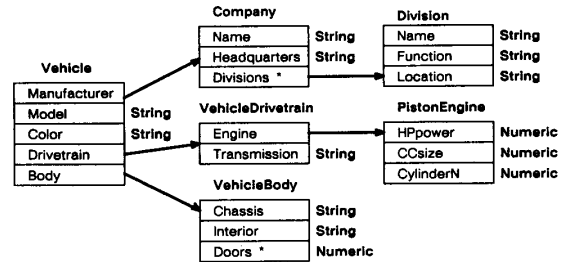 Company
Division
Name String
Name String
Headquarters String
Function String
Divisions *
Location String
Vehicle
Manufacturer
Model String
Color String
Drivetrain
Body
VehicleDrivetrain
PistonEngine
Engine
HPpower Numeric
Transmission String
CCsize Numeric
CylinderN Numeric
VehicleBody
Chassis String
Interior String
Doors * Numeric